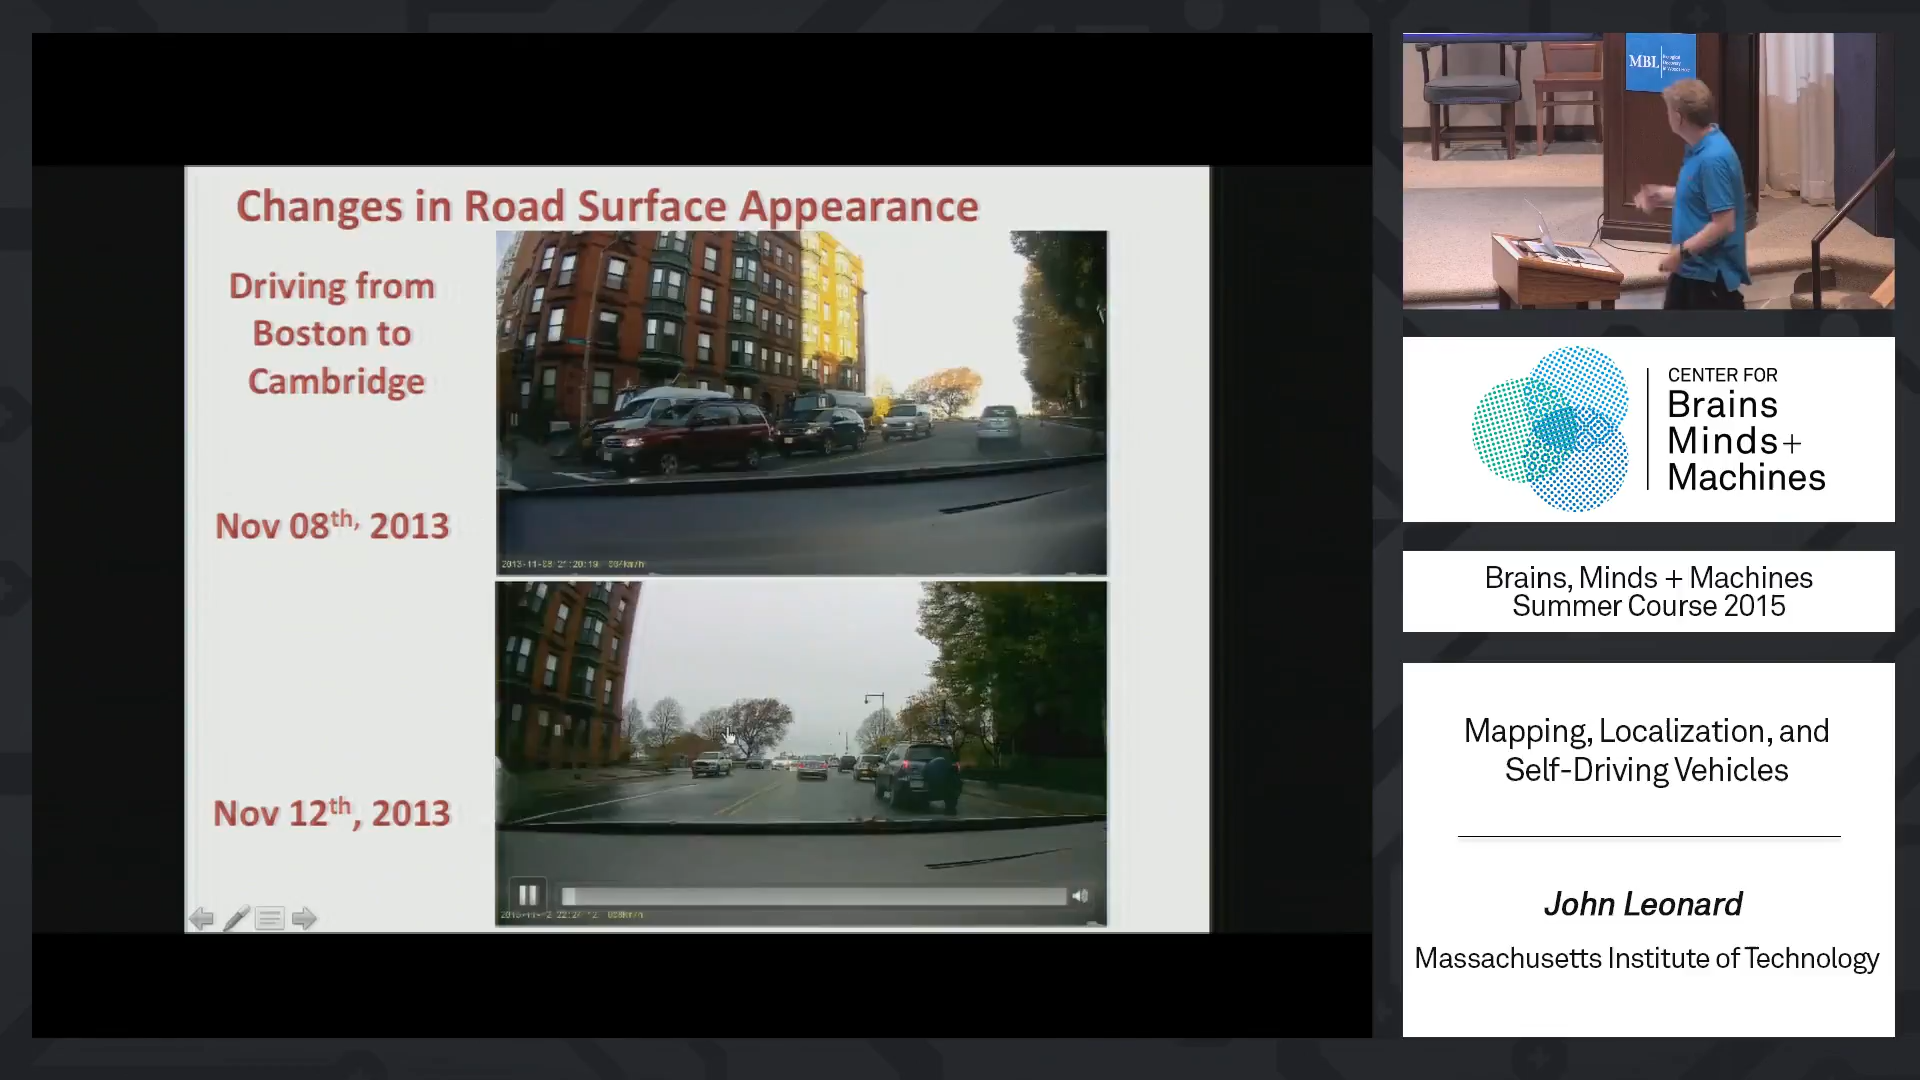 Changes in Road Surface Appearance
Driving from
Boston to
Cambridge
Nov 08th, 2013
Nov 12th, 2013
MBL
CENTER FOR
Brains
Minds+
Machines
Brains, Minds + Machines
Summer Course 2015
Mapping, Localization, and
Self-Driving Vehicles
John Leonard
Massachusetts Institute of Technology